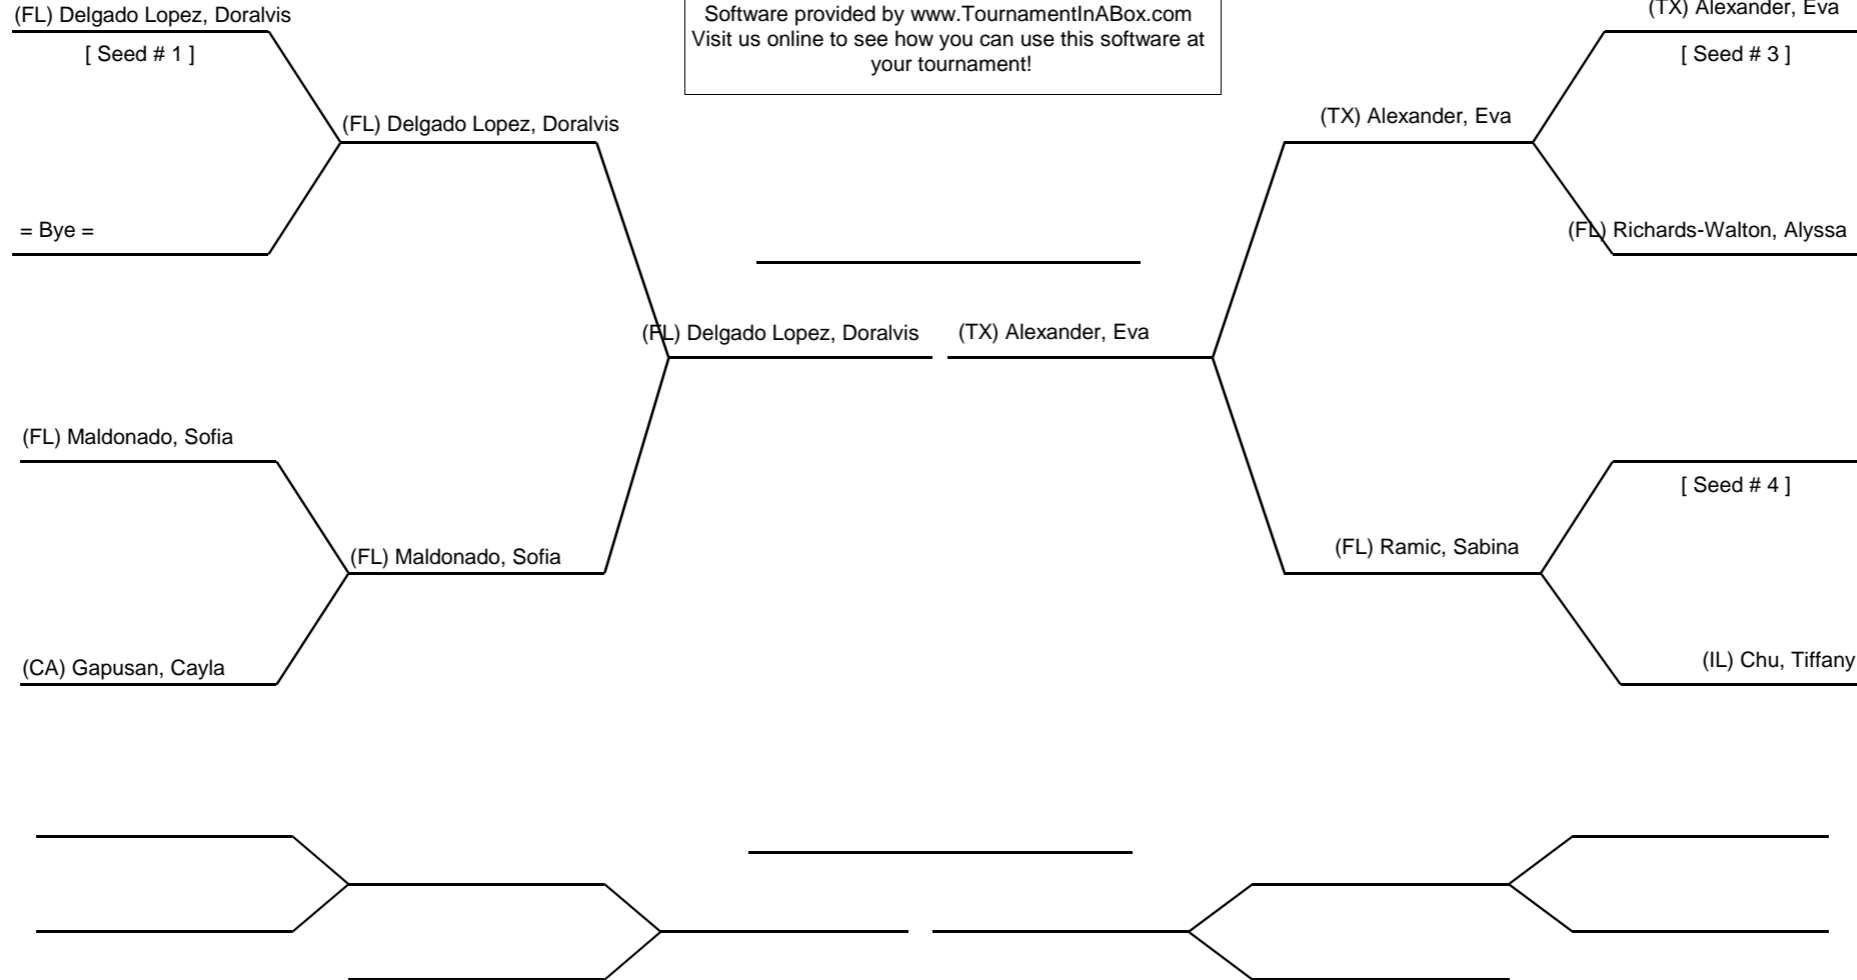 (FL) Delgado Lopez, Doralvis
[ Seed # 1 ]
Software provided by www.TournamentInABox.com
Visit us online to see how you can use this software at
your tournament!
(TX) Alexander, Eva
[ Seed # 3 ]
(FL) Delgado Lopez, Doralvis
(TX) Alexander, Eva
= Bye =
(FL) Richards-Walton, Alyssa
(FL) Delgado Lopez, Doralvis
(TX) Alexander, Eva
(FL) Maldonado, Sofia
[ Seed # 4 ]
(FL) Maldonado, Sofia
(FL) Ramic, Sabina
(CA) Gapusan, Cayla
(IL) Chu, Tiffany